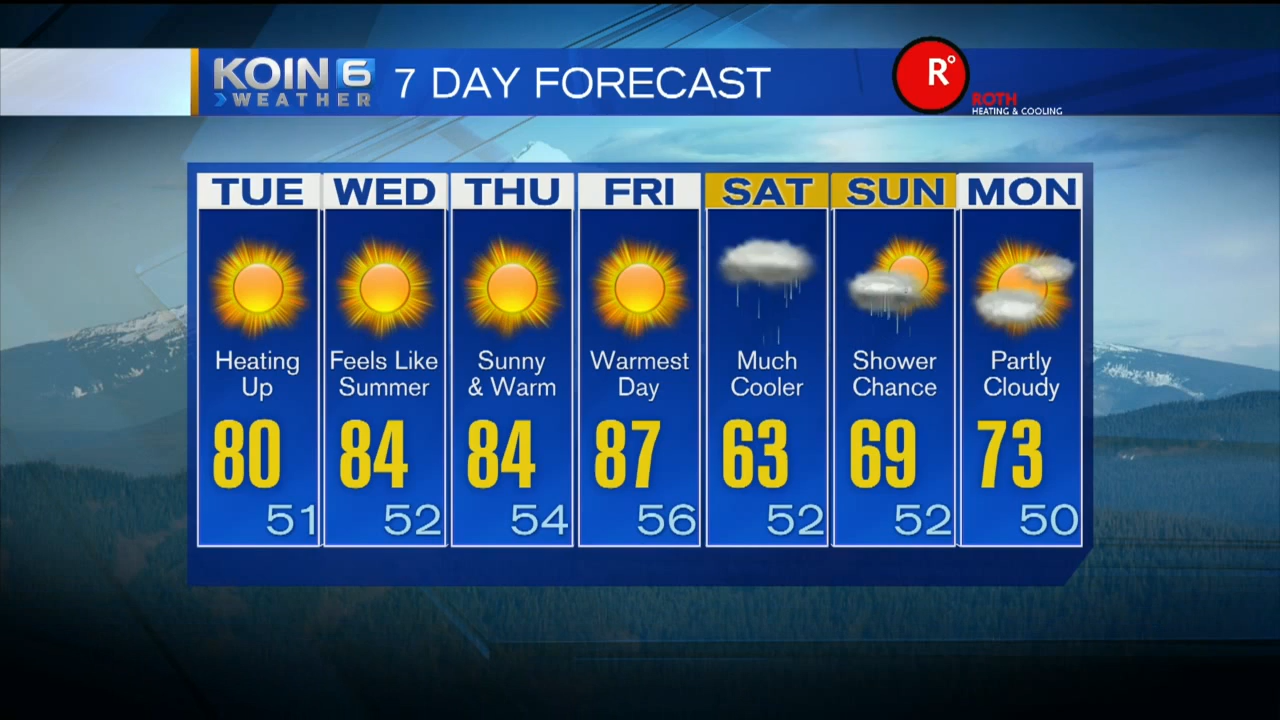 KOIN 6
WEATHER
7 DAY FORECAST
R°
ROTH
HEATING & COOLING
TUE WED THU FRI SAT SUN MON
Heating Up
Feels Like Summer
Sunny & Warm
Warmest Day
Much Cooler
Shower Chance
Partly Cloudy
80 84 84 87 63 69 73
51 52 54 56 52 52 50